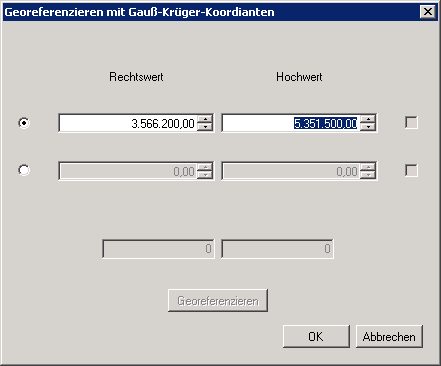 Georeferenzieren mit Gauß-Krüger-Koordianten
Rechtswert Hochwert
3.566.200,00 5.351.500,00
0,00 0,00
0 0
Georeferenzieren
OK Abbrechen